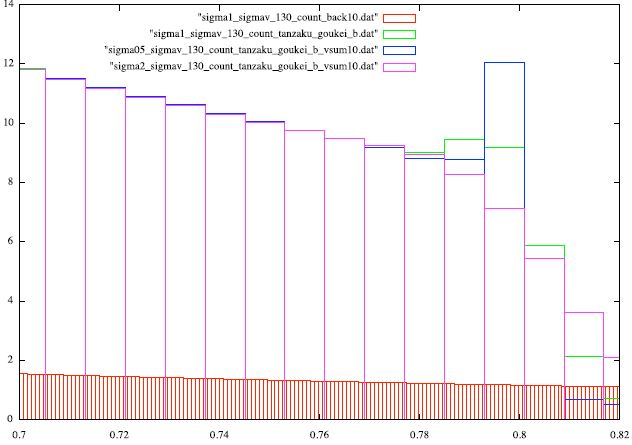 "sigma1_sigmav_130_count_back10.dat"
"sigma1_sigmav_130_count_tanzaku_goukei_b.dat"
"sigma05_sigmav_130_count_tanzaku_goukei_b_vsum10.dat"
"sigma2_sigmav_130_count_tanzaku_goukei_b_vsum10.dat"
14
12
10
8
6
4
2
0
0.7 0.72 0.74 0.76 0.78 0.8 0.82